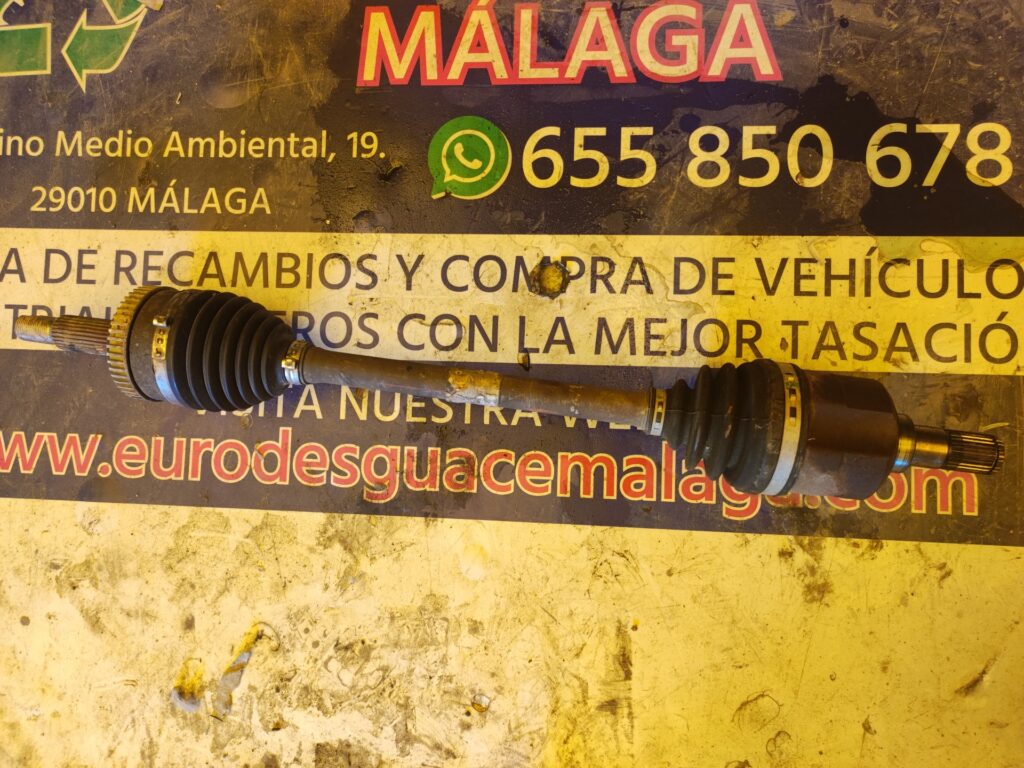 MÁLAGA
ino Medio Ambiental, 19.
655 850 678
29010 MÁLAGA
A DE RECAMBIOS Y COMPRA DE VEHÍCULO
EROS CON LA MEJOR TASACIÓ
VISITA NUESTRA
www.eurodesguacemalaga.com